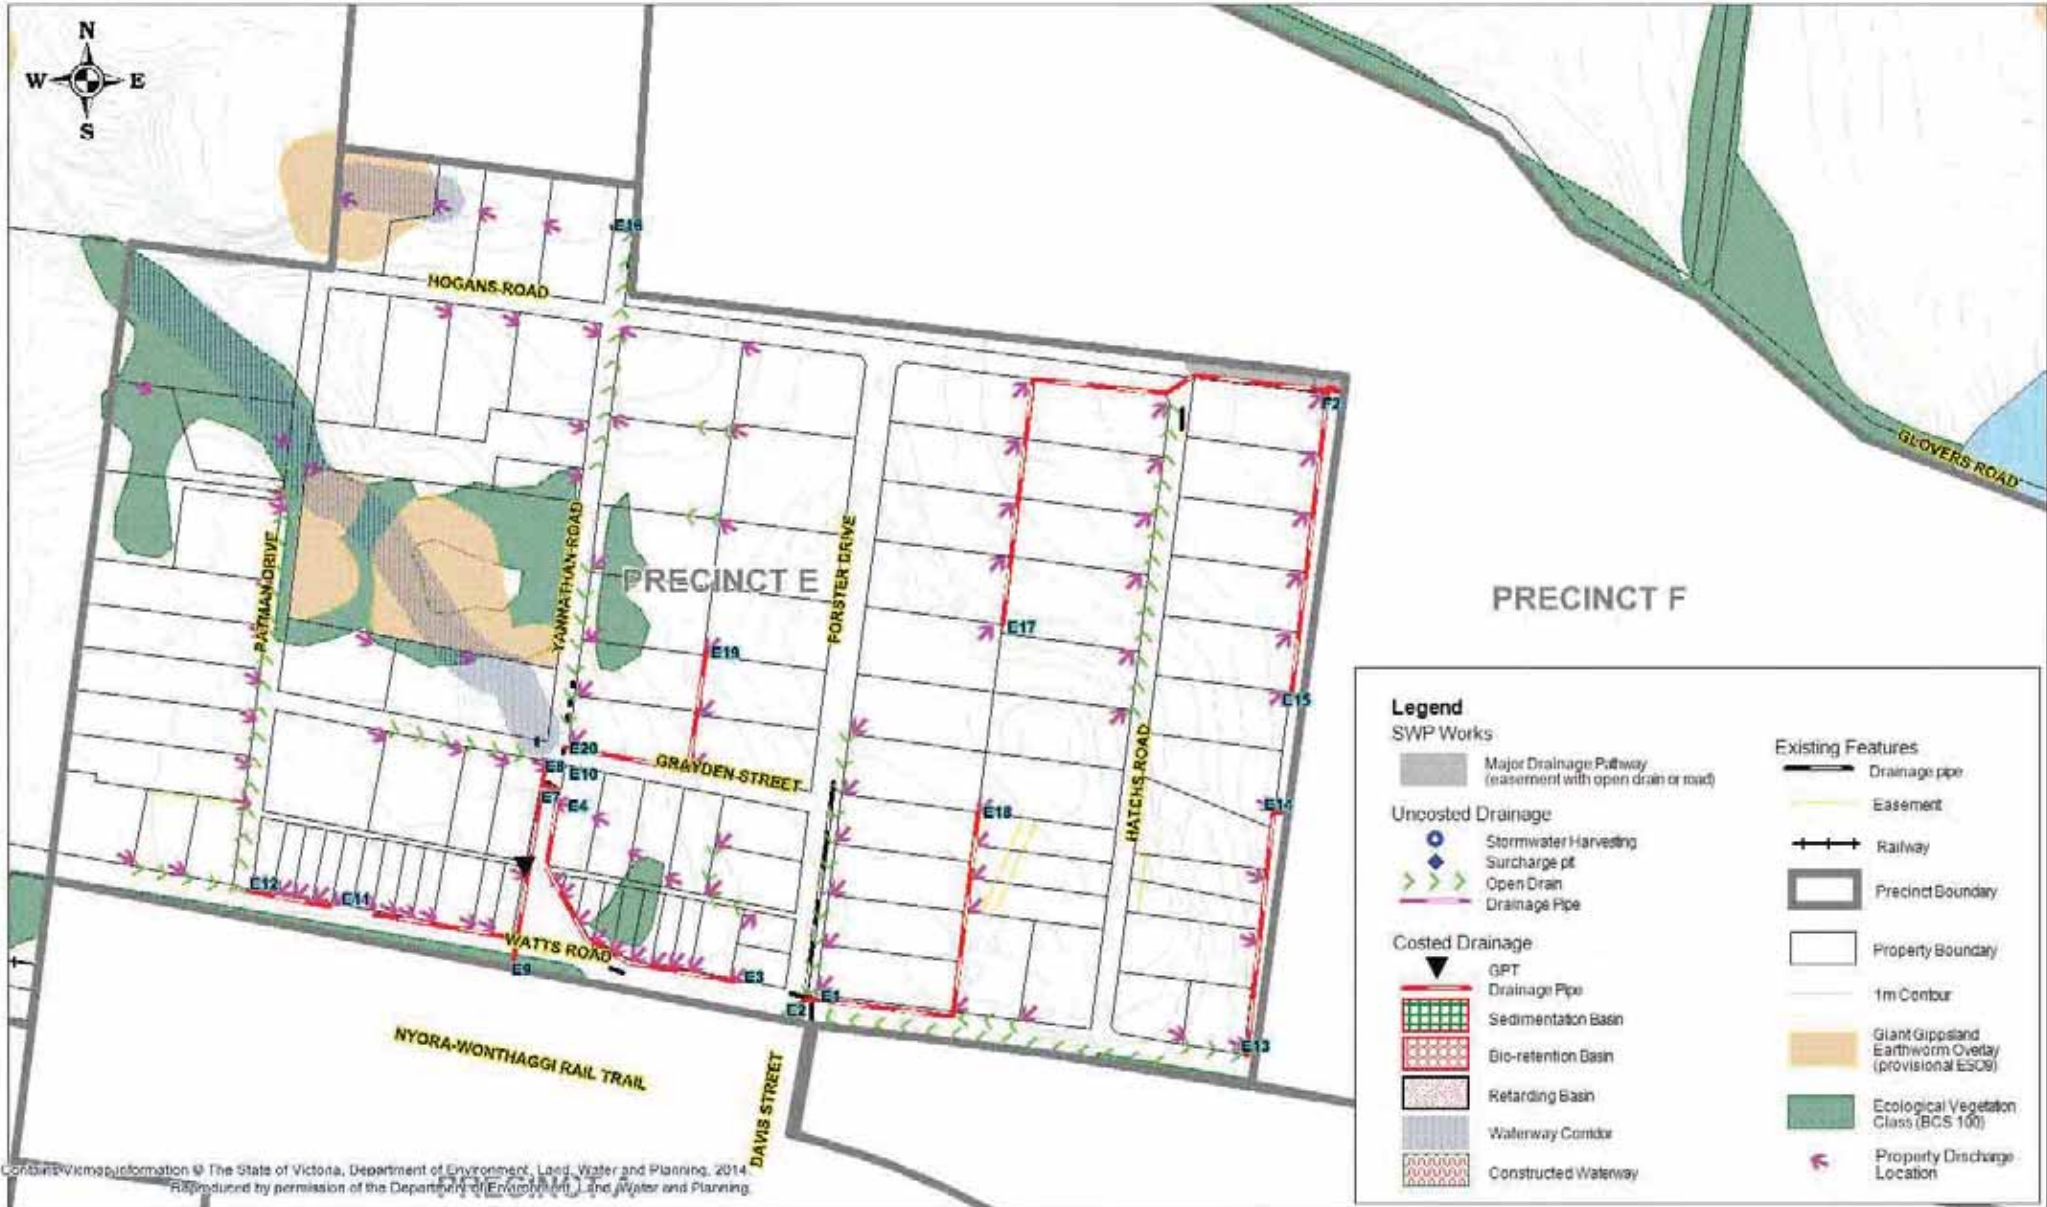 N
W E
S
E16
HOGANS ROAD
F2
GLOVERS ROAD
PATMAN DRIVE
YANNATHAN ROAD
PRECINCT E
FORSTER DRIVE
PRECINCT F
E17
E19
E15
HATCHS ROAD
E20
E8
E10
GRAYDEN STREET
E7
E4
E18
E14
E12
E11
WATTS ROAD
E9
E3
E1
E2
E13
NYORA-WONTHAGGI RAIL TRAIL
DAVIS STREET
PRECINCT A
Contains Vicmap information © The State of Victoria, Department of Environment, Land, Water and Planning, 2014
Reproduced by permission of the Department of Environment, Land, Water and Planning
Legend
SWP Works
Major Drainage Pathway
(easement with open drain or road)
Uncosted Drainage
Stormwater Harvesting
Surcharge pit
Open Drain
Drainage Pipe
Costed Drainage
GPT
Drainage Pipe
Sedimentation Basin
Bio-retention Basin
Retarding Basin
Waterway Corridor
Constructed Waterway
Existing Features
Drainage pipe
Easement
Railway
Precinct Boundary
Property Boundary
1m Contour
Giant Gippsland
Earthworm Overlay
(provisional ESO9)
Ecological Vegetation
Class (BCS 100)
Property Discharge
Location